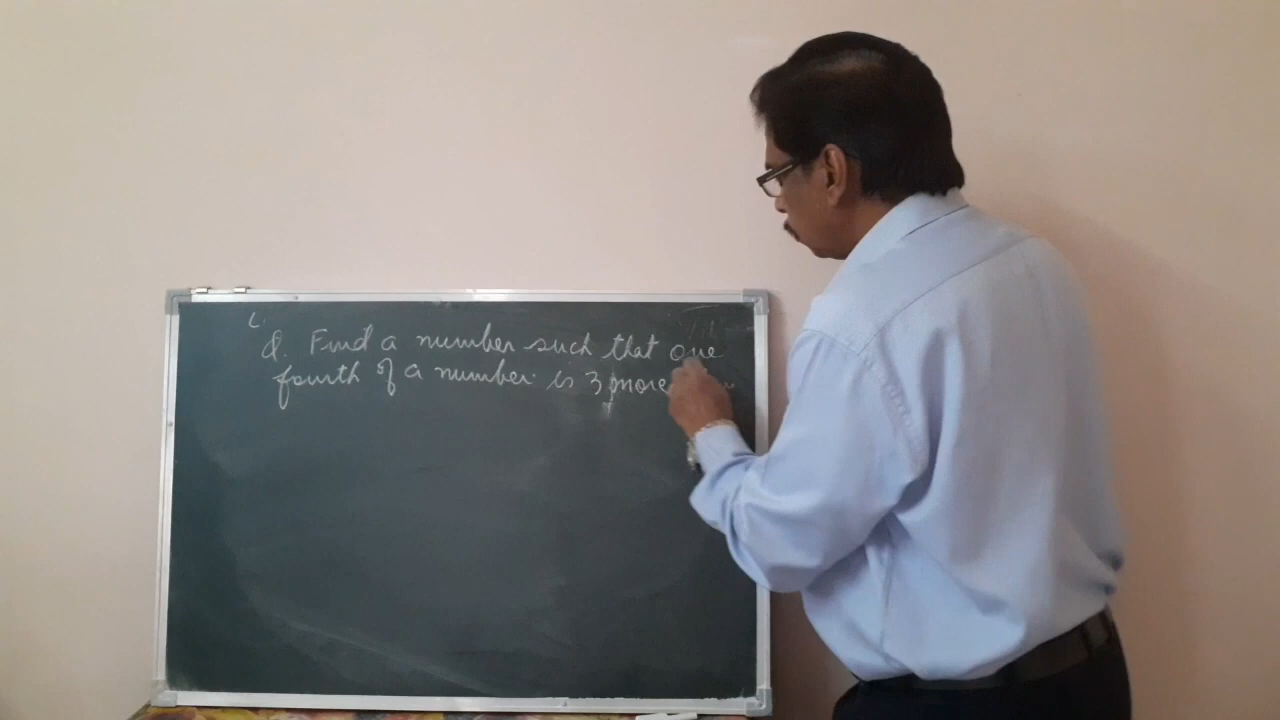 Q. Find a number such that one
fourth of a number is 3 more